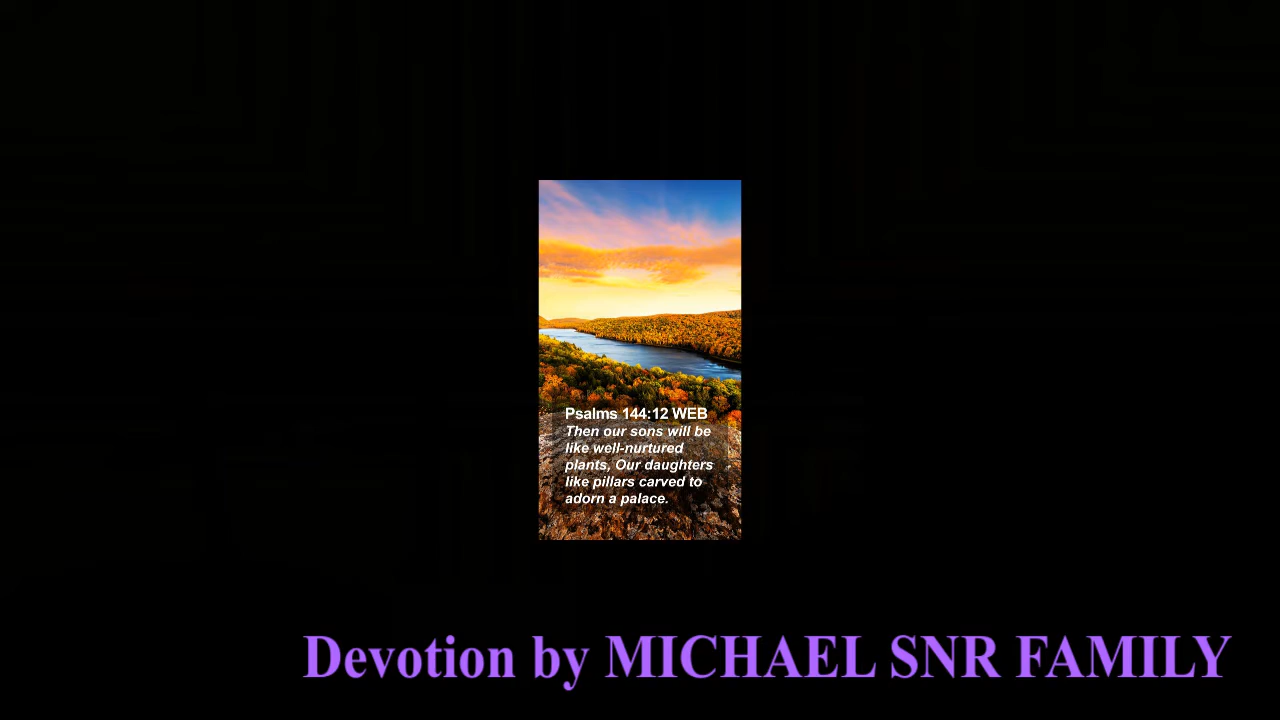 Psalms 144:12 WEB
Then our sons will be
like well-nurtured
plants, Our daughters
like pillars carved to
adorn a palace.
Devotion by MICHAEL SNR FAMILY